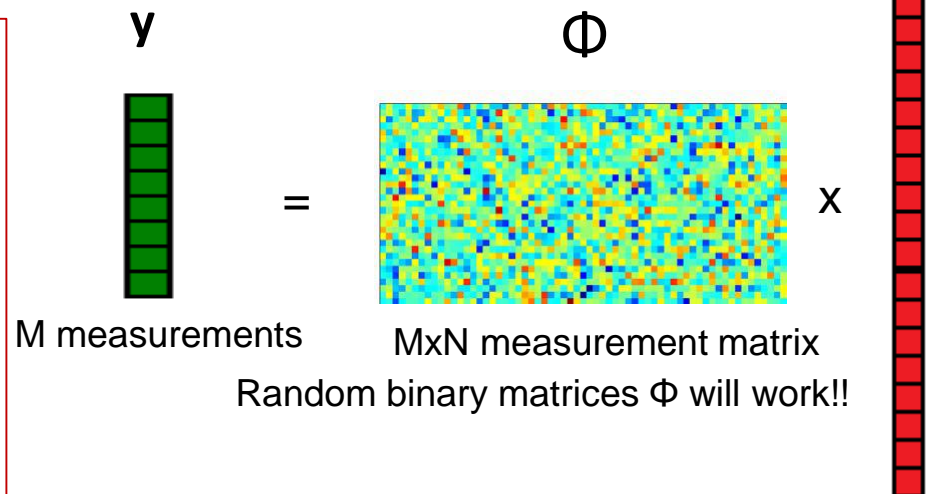 y
Φ
=
x
M measurements
MxN measurement matrix
Random binary matrices Φ will work!!